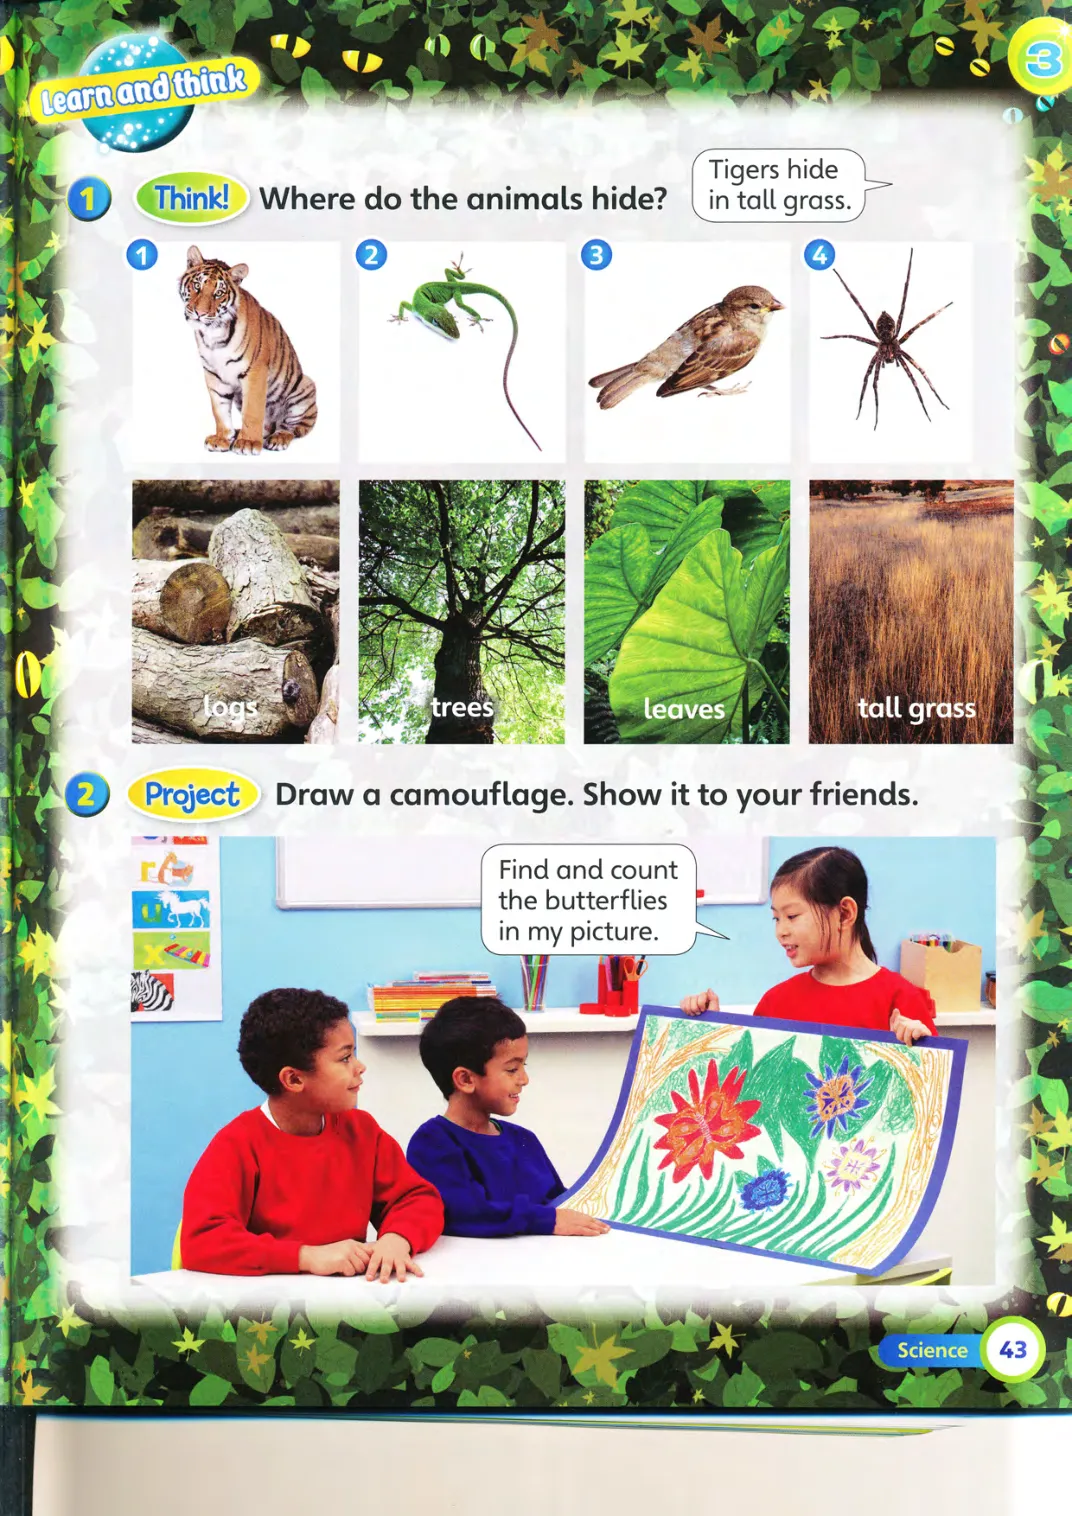 Learn and think
3
1 Think! Where do the animals hide?
Tigers hide
in tall grass.
1
2
3
4
logs
trees
leaves
tall grass
2 Project Draw a camouflage. Show it to your friends.
Find and count
the butterflies
in my picture.
r
u
x
Science 43